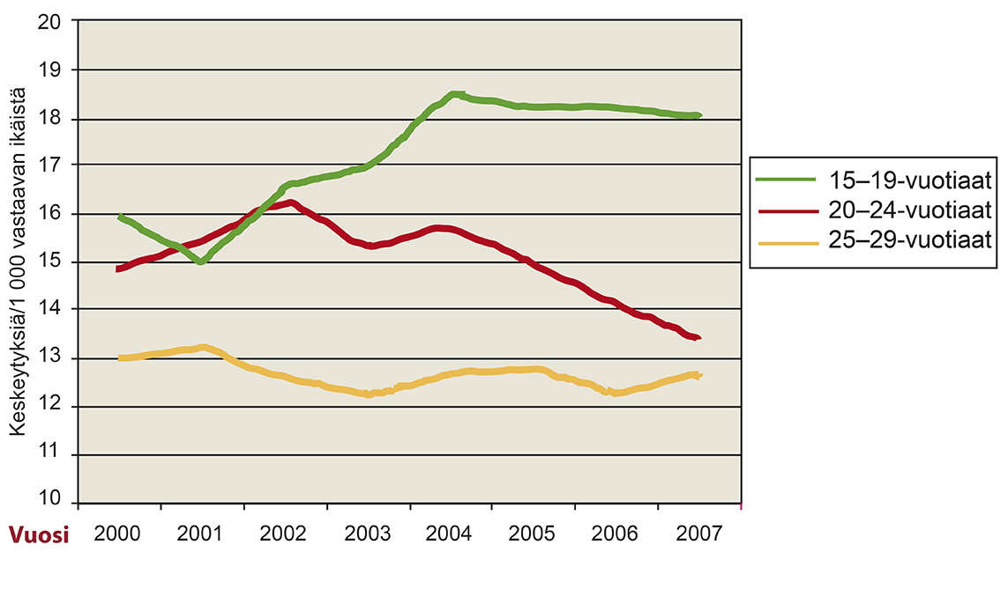 Keskeytyksiä/1 000 vastaavan ikäistä
20
19
18
17
16
15
14
13
12
11
10
Vuosi 2000 2001 2002 2003 2004 2005 2006 2007
15–19-vuotiaat
20–24-vuotiaat
25–29-vuotiaat